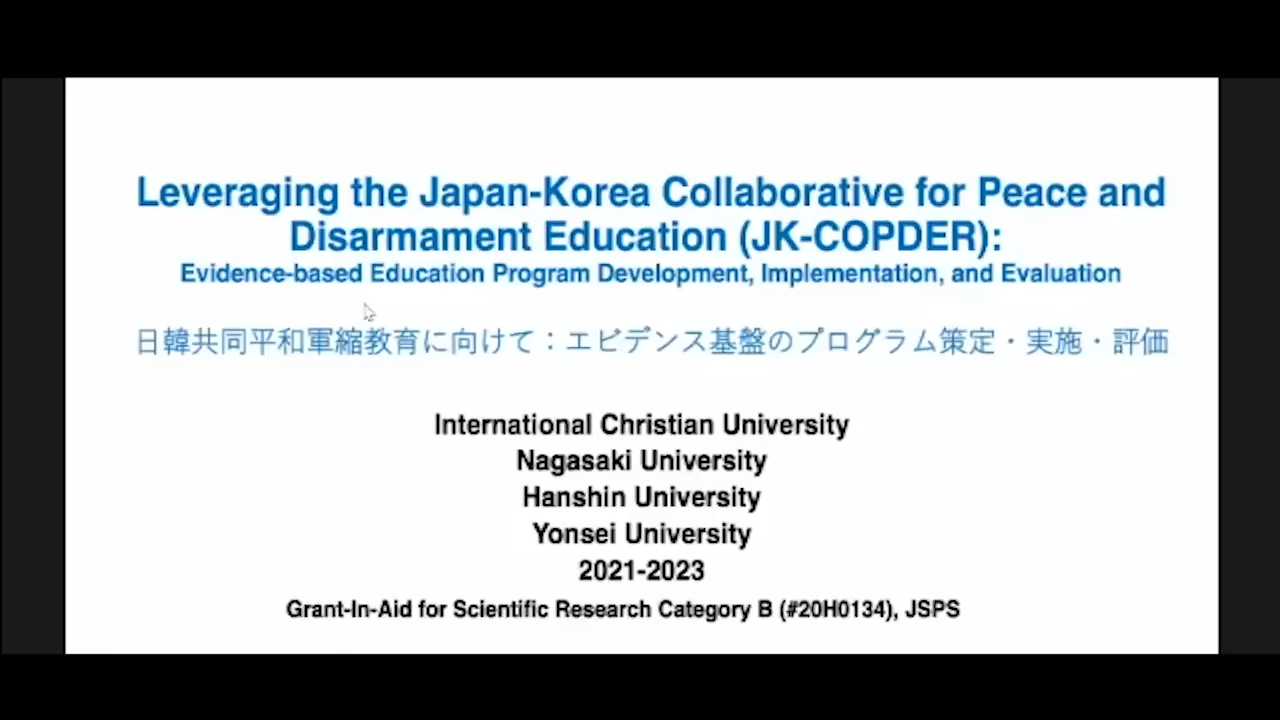 Leveraging the Japan-Korea Collaborative for Peace and
Disarmament Education (JK-COPDER):
Evidence-based Education Program Development, Implementation, and Evaluation
日韓共同平和軍縮教育に向けて：エビデンス基盤のプログラム策定・実施・評価
International Christian University
Nagasaki University
Hanshin University
Yonsei University
2021-2023
Grant-In-Aid for Scientific Research Category B (#20H0134), JSPS